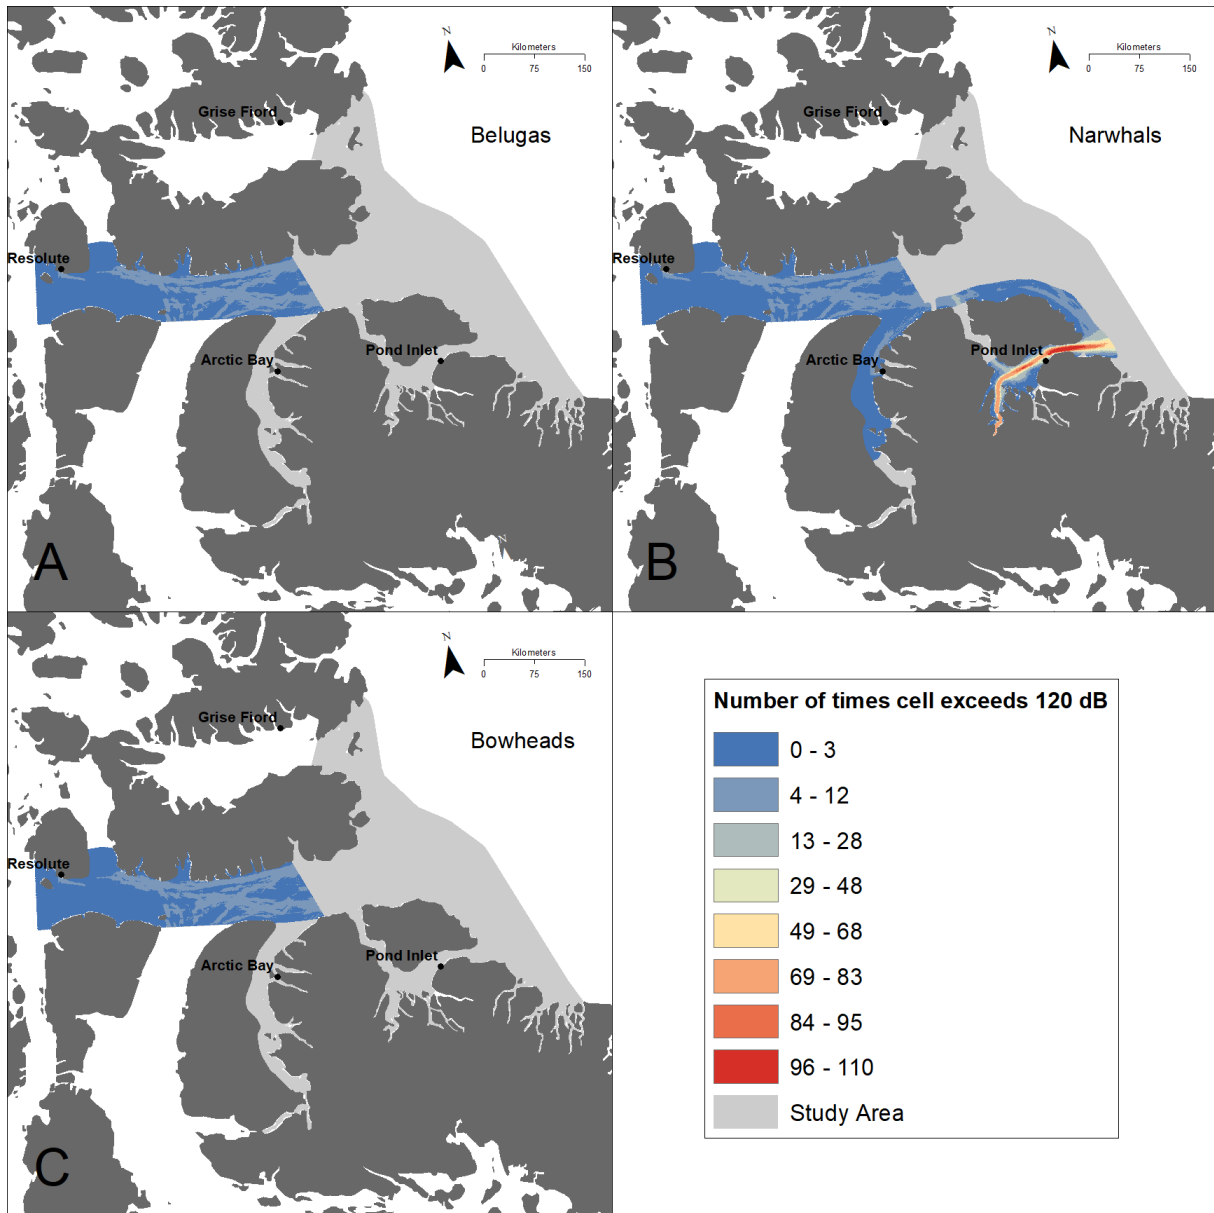 N
Kilometers
0 75 150
Grise Fiord
Belugas
Resolute
Arctic Bay
Pond Inlet
A
N
Kilometers
0 75 150
Grise Fiord
Narwhals
Resolute
Arctic Bay
Pond Inlet
B
N
Kilometers
0 75 150
Grise Fiord
Bowheads
Resolute
Arctic Bay
Pond Inlet
C
Number of times cell exceeds 120 dB
0 - 3
4 - 12
13 - 28
29 - 48
49 - 68
69 - 83
84 - 95
96 - 110
Study Area